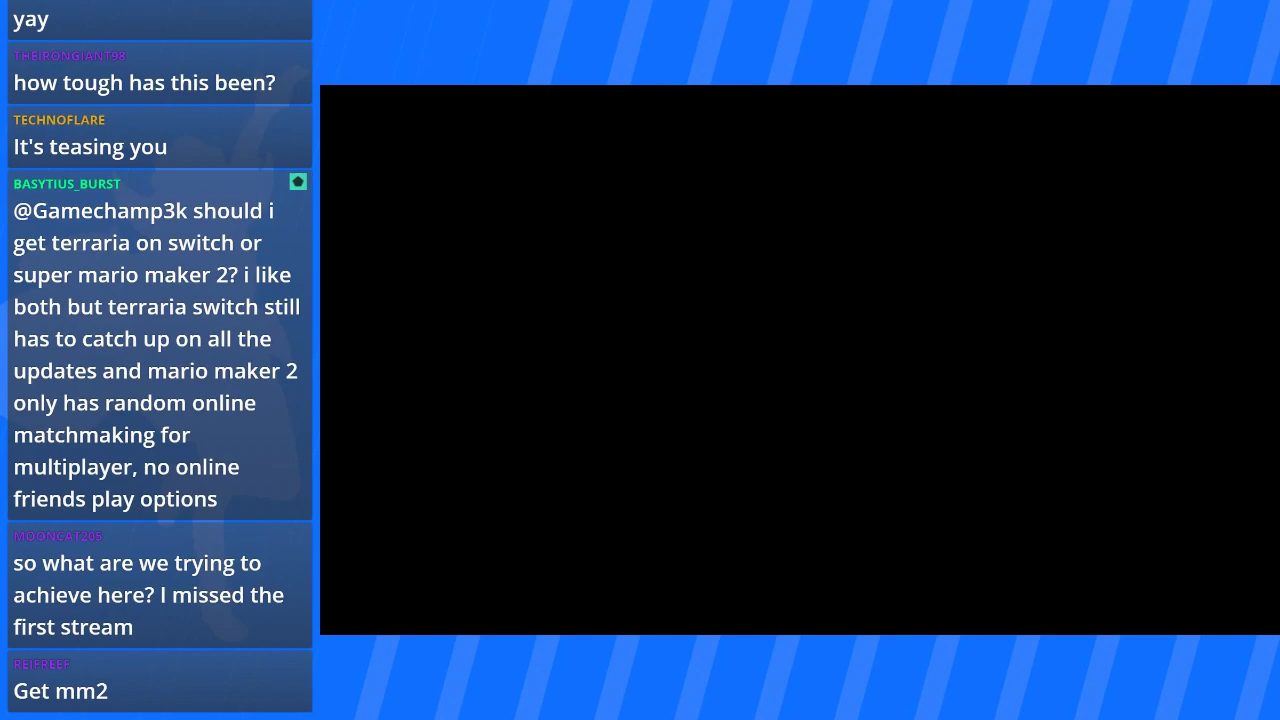 yay
THEIRONGIANT98
how tough has this been?
TECHNOFLARE
It's teasing you
BASYTIUS_BURST
@Gamechamp3k should i
get terraria on switch or
super mario maker 2? i like
both but terraria switch still
has to catch up on all the
updates and mario maker 2
only has random online
matchmaking for
multiplayer, no online
friends play options
MOONCAT205
so what are we trying to
achieve here? I missed the
first stream
REIFREEF
Get mm2